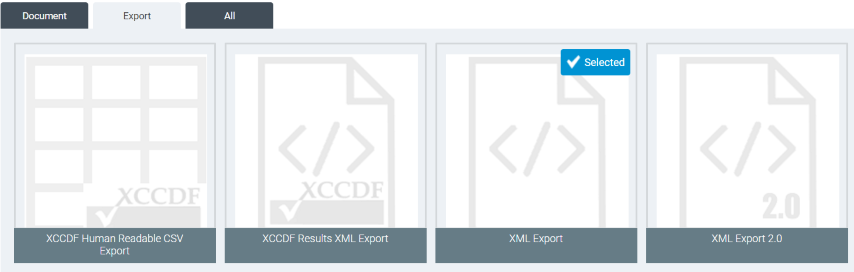 Document
Export
All
Selected
XCCDF
XCCDF
2.0
XCCDF Human Readable CSV
Export
XCCDF Results XML Export
XML Export
XML Export 2.0